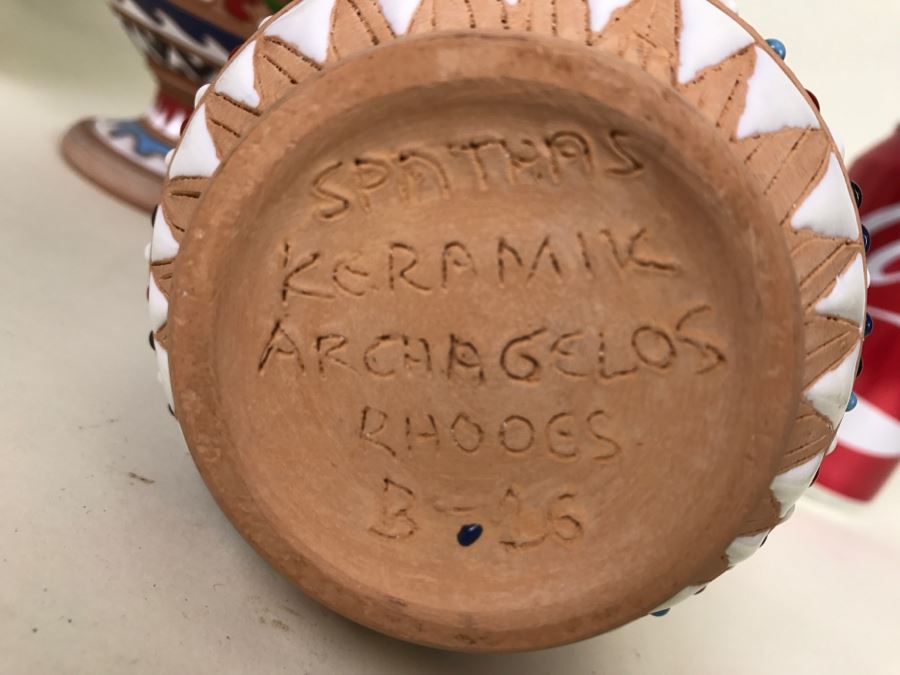 SPATHAS
KERAMIK
ARCHAGELOS
RHODES
B-16